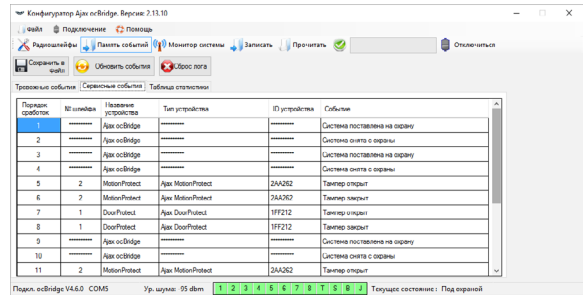 Конфигуратор Ajax ocBridge. Версия: 2.13.10
Файл Подключение Помощь
Радиошлейфы Память событий Монитор системы Записать Прочитать Отключиться
Сохранить в файл Обновить события Сброс лога
Тревожные события Сервисные события Таблица статистики
Порядок сработок № шлейфа Название устройства Тип устройства ID устройства Событие
1 ********** Ajax ocBridge ********** ********** Система поставлена на охрану
2 ********** Ajax ocBridge ********** ********** Система снята с охраны
3 ********** Ajax ocBridge ********** ********** Система поставлена на охрану
4 ********** Ajax ocBridge ********** ********** Система снята с охраны
5 2 MotionProtect Ajax MotionProtect 2AA262 Тампер открыт
6 2 MotionProtect Ajax MotionProtect 2AA262 Тампер закрыт
7 1 DoorProtect Ajax DoorProtect 1FF212 Тампер открыт
8 1 DoorProtect Ajax DoorProtect 1FF212 Тампер закрыт
9 ********** Ajax ocBridge ********** ********** Система поставлена на охрану
10 ********** Ajax ocBridge ********** ********** Система снята с охраны
11 2 MotionProtect Ajax MotionProtect 2AA262 Тампер открыт
Подкл. ocBridge V4.6.0 COM5 Ур. шума: -95 dbm 1 2 3 4 5 6 7 8 T S B J Текущее состояние : Под охраной